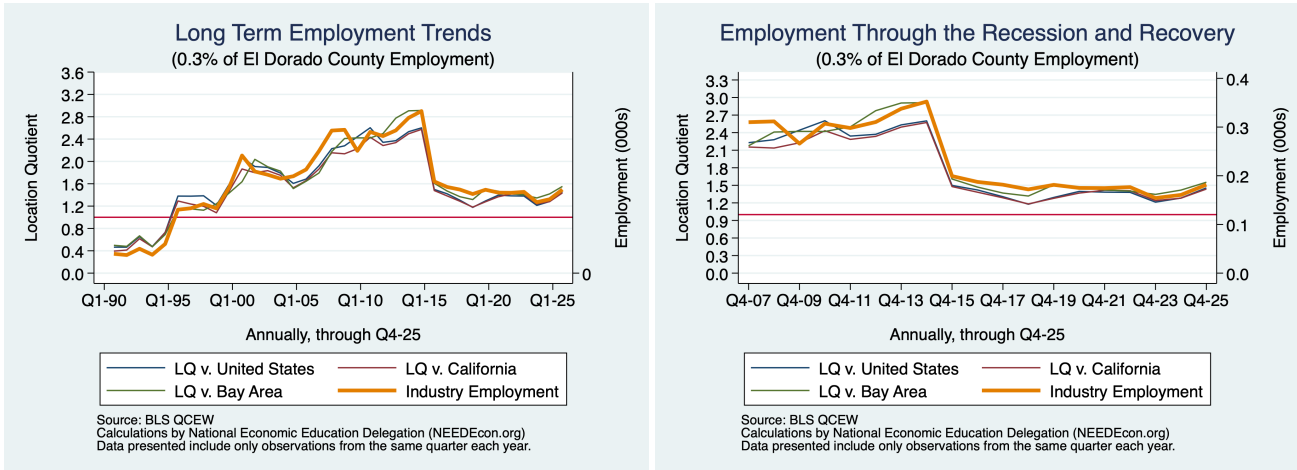 Long Term Employment Trends
(0.3% of El Dorado County Employment)
Location Quotient
3.6
3.2
2.8
2.4
2.0
1.6
1.2
0.8
0.4
0.0
0
Employment (000s)
Q1-90 Q1-95 Q1-00 Q1-05 Q1-10 Q1-15 Q1-20 Q1-25
Annually, through Q4-25
LQ v. United States LQ v. California
LQ v. Bay Area Industry Employment
Source: BLS QCEW
Calculations by National Economic Education Delegation (NEEDEcon.org)
Data presented include only observations from the same quarter each year.
Employment Through the Recession and Recovery
(0.3% of El Dorado County Employment)
Location Quotient
3.3
3.0
2.7
2.4
2.1
1.8
1.5
1.2
0.9
0.6
0.3
0.0
0.4
0.3
0.2
0.1
0.0
Employment (000s)
Q4-07 Q4-09 Q4-11 Q4-13 Q4-15 Q4-17 Q4-19 Q4-21 Q4-23 Q4-25
Annually, through Q4-25
LQ v. United States LQ v. California
LQ v. Bay Area Industry Employment
Source: BLS QCEW
Calculations by National Economic Education Delegation (NEEDEcon.org)
Data presented include only observations from the same quarter each year.